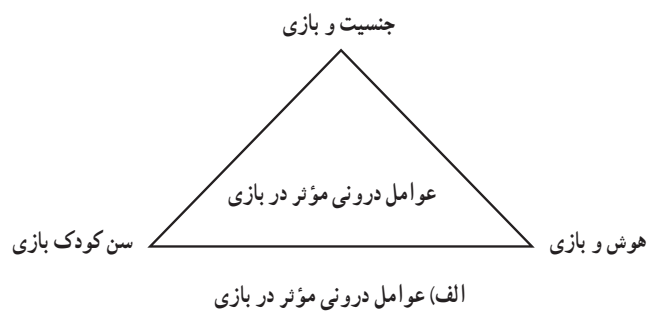 جنسیت و بازی
عوامل درونی مؤثر در بازی
هوش و بازی
سن کودک بازی
الف) عوامل درونی مؤثر در بازی